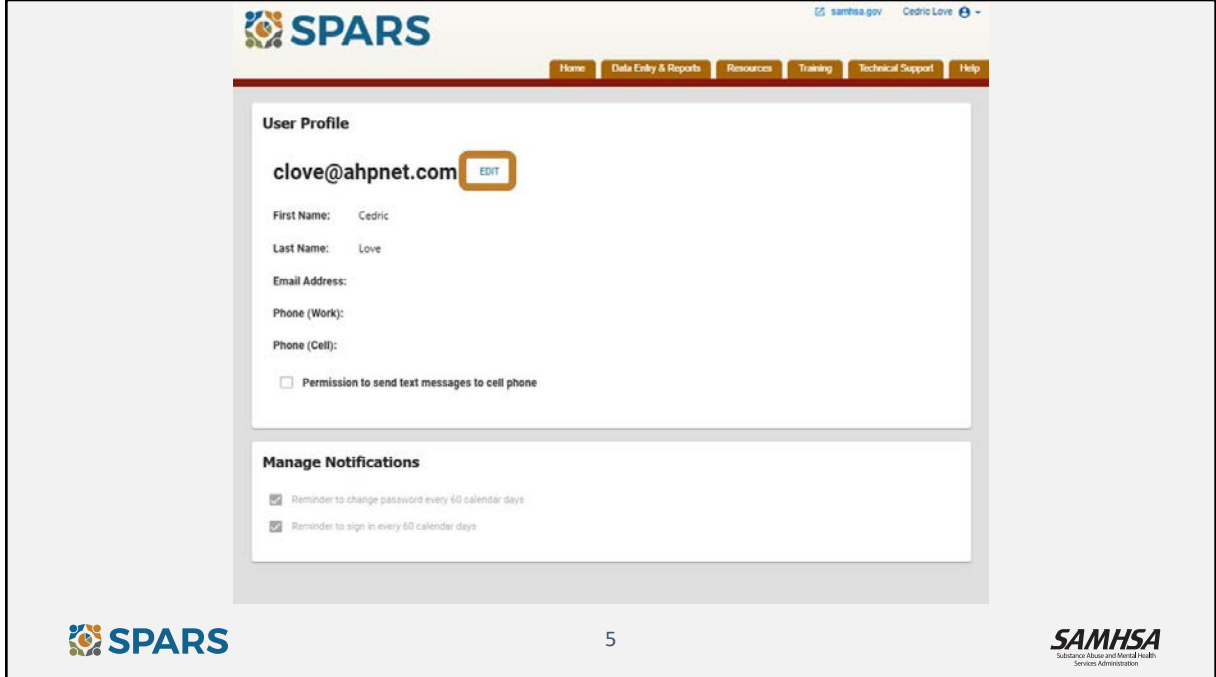 SPARS
samhsa.gov Cedric Love
Home Data Entry & Reports Resources Training Technical Support Help
User Profile
clove@ahpnet.com EDIT
First Name: Cedric
Last Name: Love
Email Address:
Phone (Work):
Phone (Cell):
Permission to send text messages to cell phone
Manage Notifications
Reminder to change password every 60 calendar days
Reminder to sign in every 60 calendar days
SPARS
5
SAMHSA
Substance Abuse and Mental Health
Services Administration